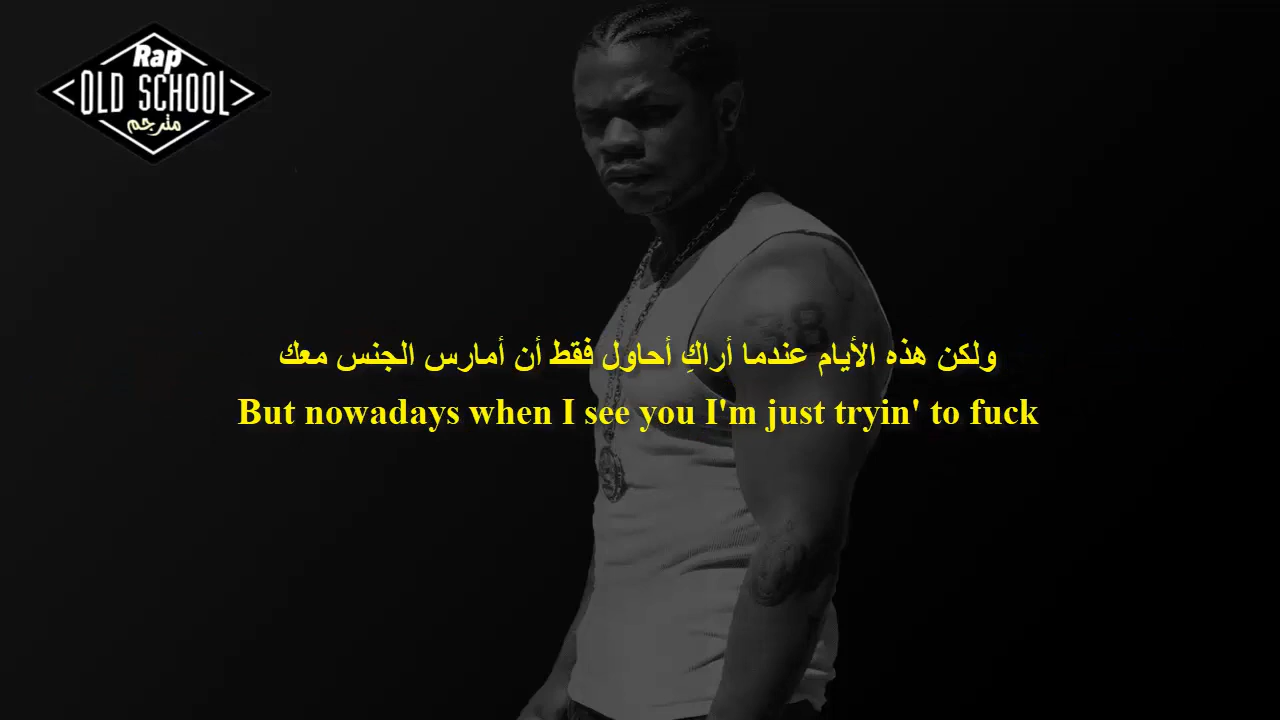 Rap
OLD SCHOOL
مترجم
ولكن هذه الأيام عندما أراكِ أحاول فقط أن أمارس الجنس معك
But nowadays when I see you I'm just tryin' to fuck
38